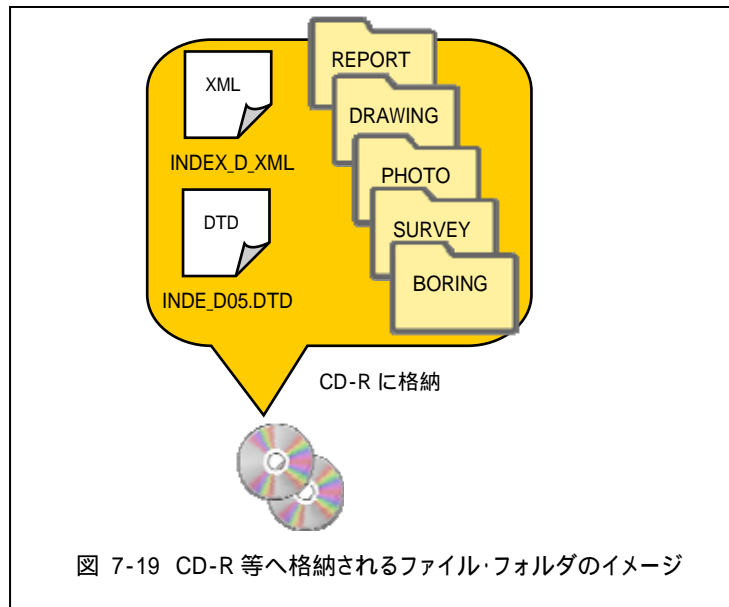 XML
INDEX_D_XML
DTD
INDE_D05.DTD
REPORT
DRAWING
PHOTO
SURVEY
BORING
CD-R に格納
図 7-19 CD-R 等へ格納されるファイル・フォルダのイメージ